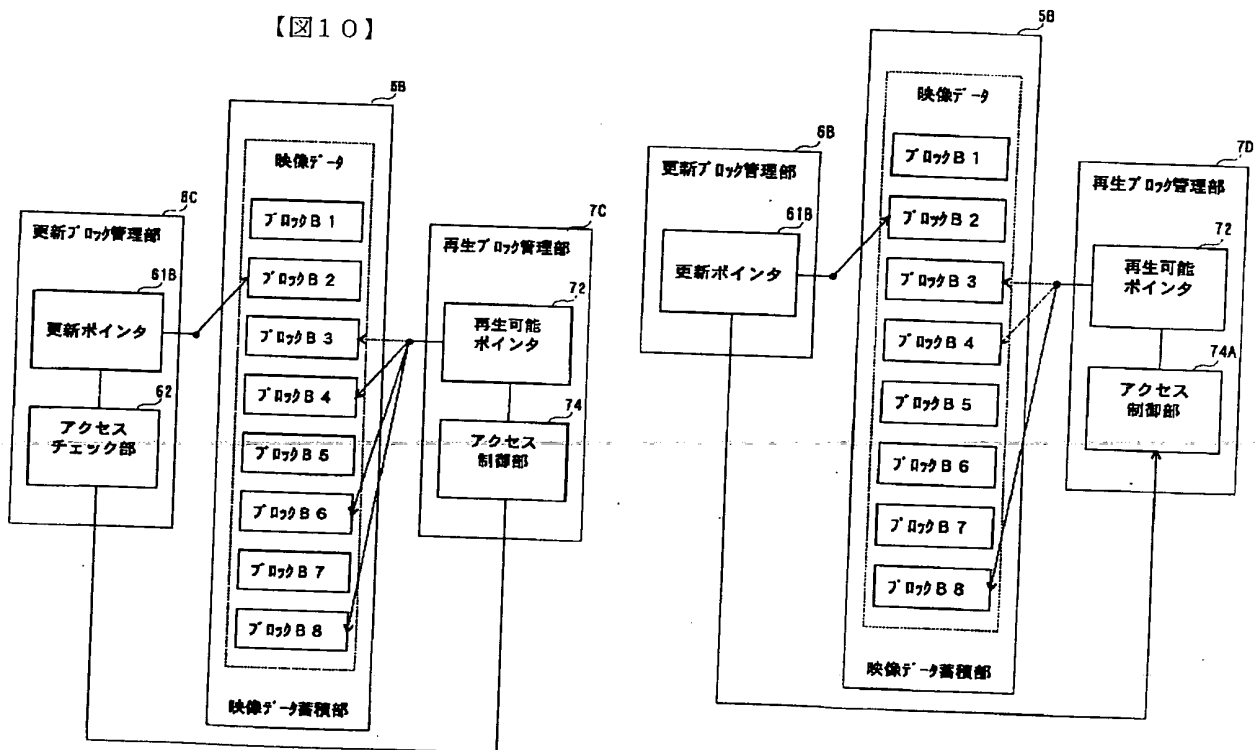 【図10】
5B
映像データ
ブロックB1
ブロックB2
ブロックB3
ブロックB4
ブロックB5
ブロックB6
ブロックB7
ブロックB8
映像データ蓄積部
6C
更新ブロック管理部
61B
更新ポインタ
62
アクセス
チェック部
7C
再生ブロック管理部
72
再生可能
ポインタ
74
アクセス
制御部
5B
映像データ
ブロックB1
ブロックB2
ブロックB3
ブロックB4
ブロックB5
ブロックB6
ブロックB7
ブロックB8
映像データ蓄積部
6B
更新ブロック管理部
61B
更新ポインタ
7D
再生ブロック管理部
72
再生可能
ポインタ
74A
アクセス
制御部